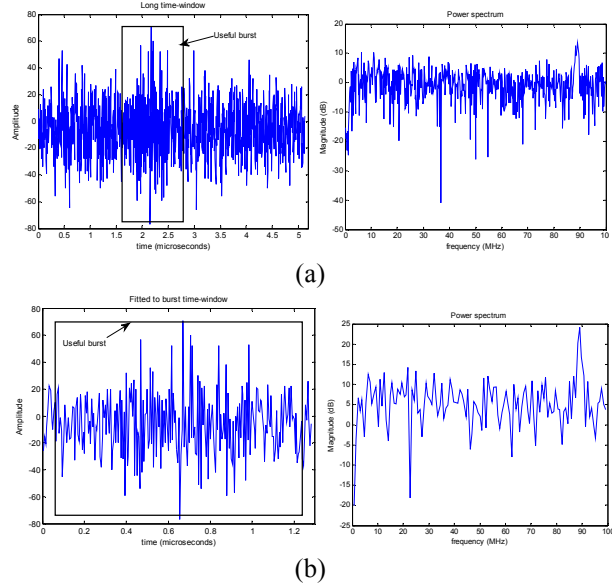 Long time-window
Useful burst
Amplitude
80
60
40
20
0
-20
-40
-60
-80
0 0.5 1 1.5 2 2.5 3 3.5 4 4.5 5
time (microseconds)
Power spectrum
Magnitude (dB)
20
10
0
-10
-20
-30
-40
-50
0 10 20 30 40 50 60 70 80 90 100
frequency (MHz)
(a)
Fitted to burst time-window
Useful burst
Amplitude
80
60
40
20
0
-20
-40
-60
-80
0 0.2 0.4 0.6 0.8 1 1.2
time (microseconds)
Power spectrum
Magnitude (dB)
25
20
15
10
5
0
-5
-10
-15
-20
-25
0 10 20 30 40 50 60 70 80 90 100
frequency (MHz)
(b)